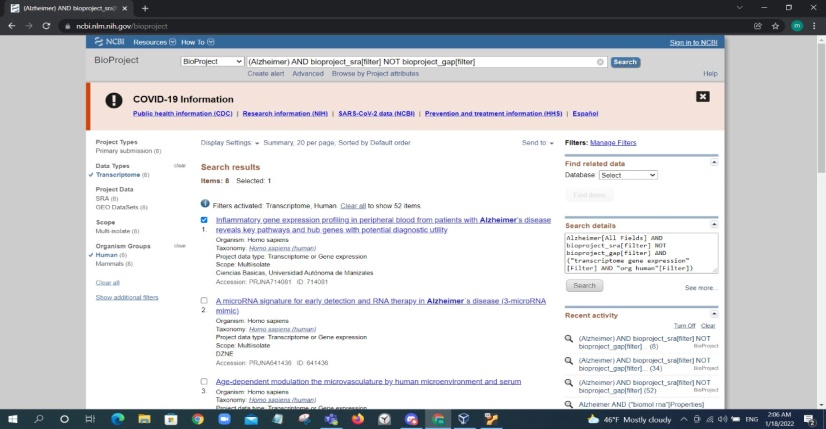 (Alzheimer) AND bioproject_sra[
ncbi.nlm.nih.gov/bioproject
m
NCBI Resources How To Sign in to NCBI
BioProject BioProject (Alzheimer) AND bioproject_sra[filter] NOT bioproject_gap[filter] Search
Create alert Advanced Browse by Project attributes Help
COVID-19 Information
Public health information (CDC) | Research information (NIH) | SARS-CoV-2 data (NCBI) | Prevention and treatment information (HHS) | Español
Project Types
Primary submission (8)
Data Types clear
Transcriptome (8)
Project Data
SRA (8)
GEO DataSets (8)
Scope
Multi-isolate (8)
Organism Groups clear
Human (8)
Mammals (8)
Clear all
Show additional filters
Display Settings: Summary, 20 per page, Sorted by Default order Send to
Search results
Items: 8 Selected: 1
Filters activated: Transcriptome, Human. Clear all to show 52 items.
Inflammatory gene expression profiling in peripheral blood from patients with Alzheimer's disease
1. reveals key pathways and hub genes with potential diagnostic utility
Organism: Homo sapiens
Taxonomy: Homo sapiens (human)
Project data type: Transcriptome or Gene expression
Scope: Multiisolate
Ciencias Basicas, Universidad Autónoma de Manizales
Accession: PRJNA714081 ID: 714081
A microRNA signature for early detection and RNA therapy in Alzheimer´s disease (3-microRNA
2. mimic)
Organism: Homo sapiens
Taxonomy: Homo sapiens (human)
Project data type: Transcriptome or Gene expression
Scope: Multiisolate
DZNE
Accession: PRJNA641436 ID: 641436
Age-dependent modulation the microvasculature by human microenvironment and serum
3. Organism: Homo sapiens
Taxonomy: Homo sapiens (human)
Project data type: Transcriptome or Gene expression
Filters: Manage Filters
Find related data
Database: Select
Find items
Search details
Alzheimer[All Fields] AND
bioproject_sra[filter] NOT
bioproject_gap[filter] AND
("transcriptome gene expression"
[Filter] AND "org human"[Filter])
Search
See more...
Recent activity
Turn Off Clear
(Alzheimer) AND bioproject_sra[filter] NOT
bioproject_gap[filter]... (8) BioProject
(Alzheimer) AND bioproject_sra[filter] NOT
bioproject_gap[filter]... (34) BioProject
(Alzheimer) AND bioproject_sra[filter] NOT
bioproject_gap[filter] (52) BioProject
Alzheimer AND ("biomol rna"[Properties]
46°F Mostly cloudy ENG 2:06 AM
1/18/2022